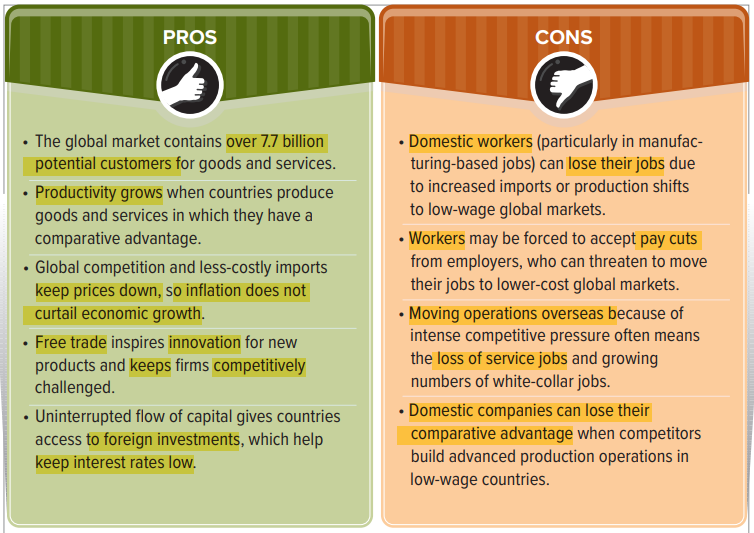 PROS
• The global market contains over 7.7 billion
potential customers for goods and services.
• Productivity grows when countries produce
goods and services in which they have a
comparative advantage.
• Global competition and less-costly imports
keep prices down, so inflation does not
curtail economic growth.
• Free trade inspires innovation for new
products and keeps firms competitively
challenged.
• Uninterrupted flow of capital gives countries
access to foreign investments, which help
keep interest rates low.
CONS
• Domestic workers (particularly in manufac-
turing-based jobs) can lose their jobs due
to increased imports or production shifts
to low-wage global markets.
• Workers may be forced to accept pay cuts
from employers, who can threaten to move
their jobs to lower-cost global markets.
• Moving operations overseas because of
intense competitive pressure often means
the loss of service jobs and growing
numbers of white-collar jobs.
• Domestic companies can lose their
comparative advantage when competitors
build advanced production operations in
low-wage countries.